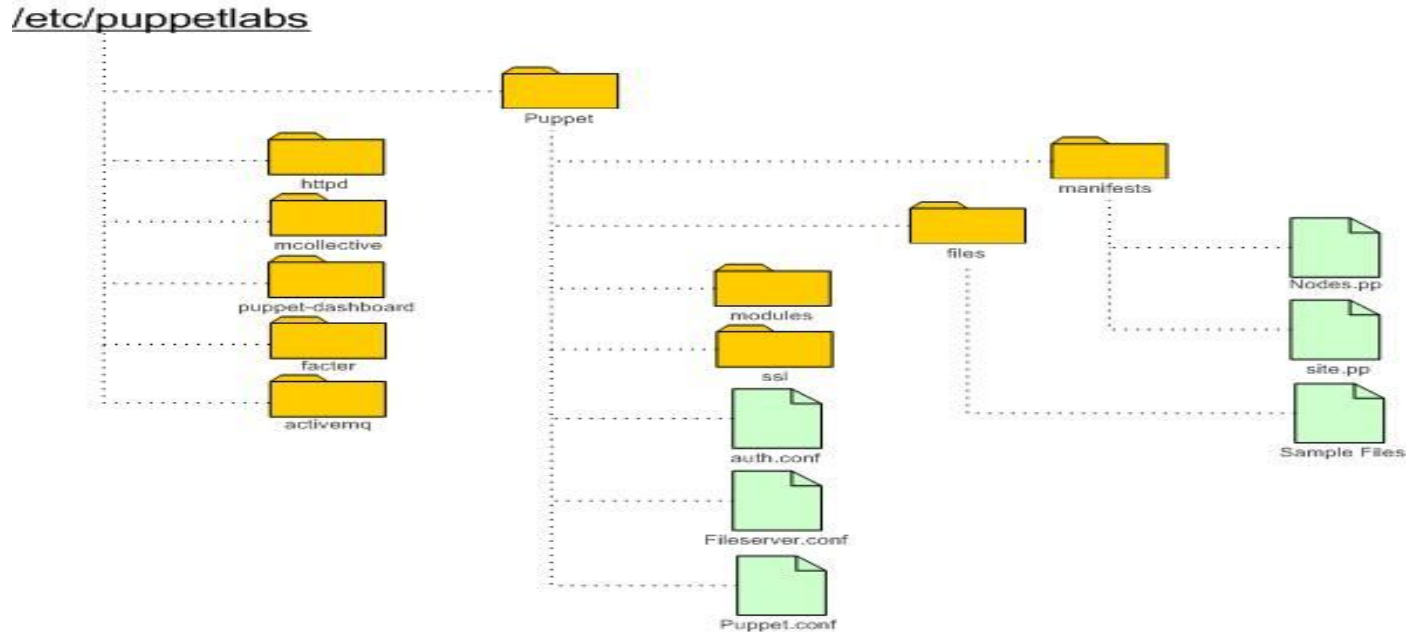 /etc/puppetlabs
Puppet
httpd
manifests
mcollective
files
puppet-dashboard
Nodes.pp
modules
facter
site.pp
ssl
activemq
auth.conf
Sample Files
Fileserver.conf
Puppet.conf